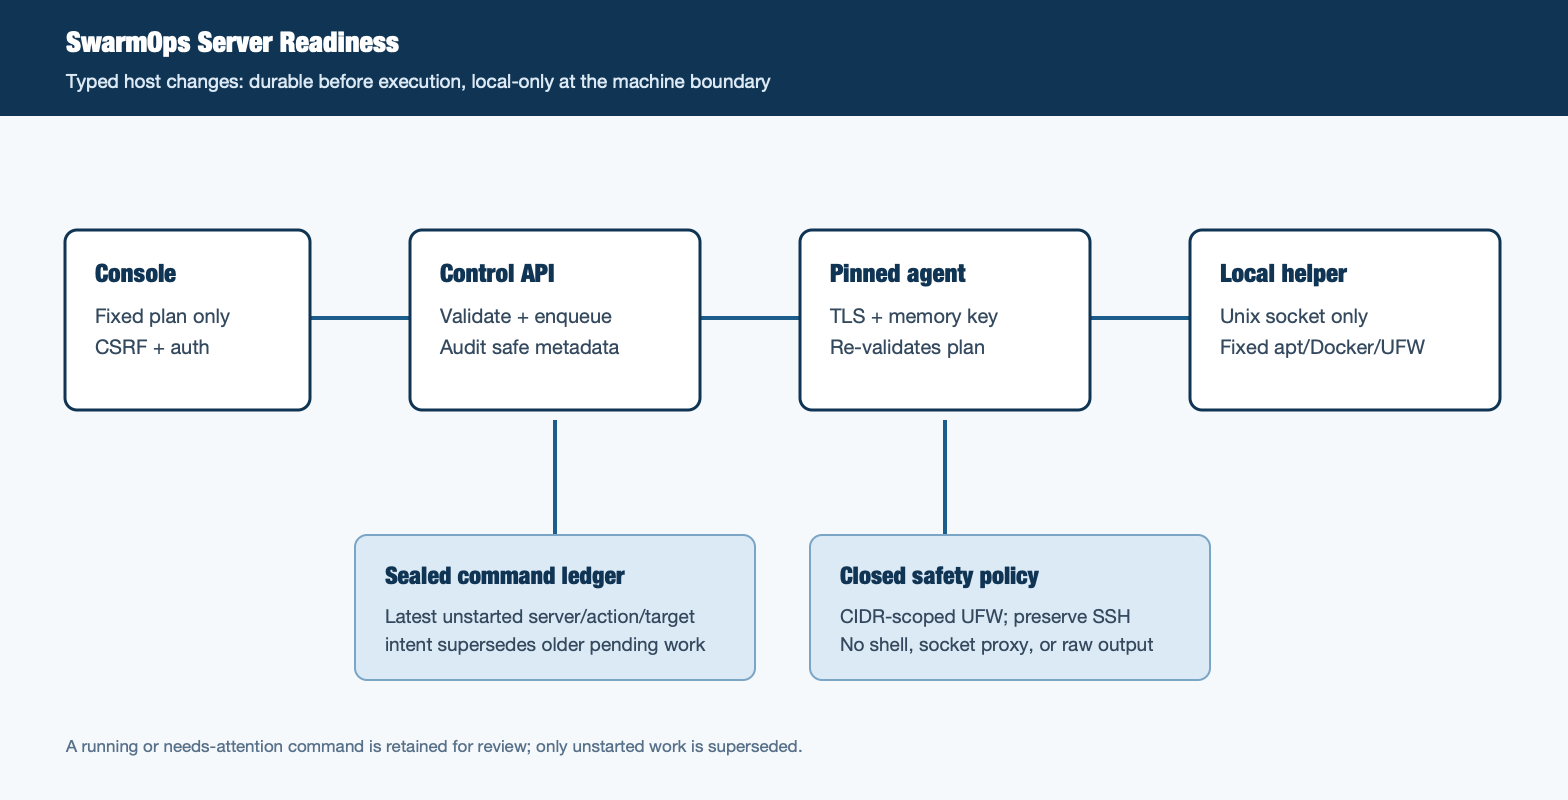 SwarmOps Server Readiness
Typed host changes: durable before execution, local-only at the machine boundary
Console
Fixed plan only
CSRF + auth
Control API
Validate + enqueue
Audit safe metadata
Pinned agent
TLS + memory key
Re-validates plan
Local helper
Unix socket only
Fixed apt/Docker/UFW
Sealed command ledger
Latest unstarted server/action/target
intent supersedes older pending work
Closed safety policy
CIDR-scoped UFW; preserve SSH
No shell, socket proxy, or raw output
A running or needs-attention command is retained for review; only unstarted work is superseded.